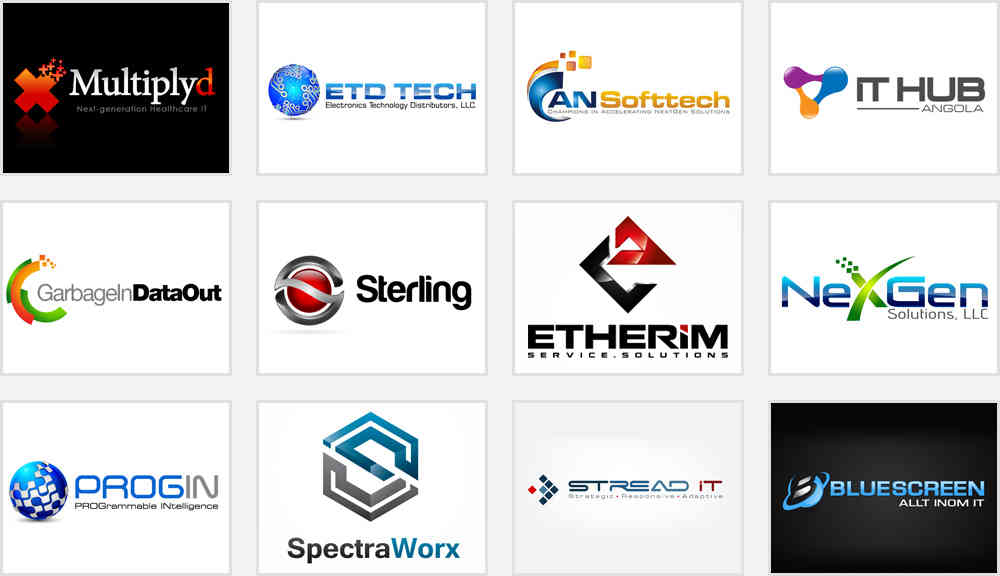 Multiplyd
Next-generation Healthcare IT
ETD TECH
Electronics Technology Distributors, LLC.
AN Softtech
Champions in Accelerating NextGen Solutions
IT HUB
ANGOLA
GarbageInDataOut
Sterling
ETHERiM
SERVICE.SOLUTIONS
NeXGen
Solutions, LLC
PROGIN
PROGrammable INtelligence
SpectraWorx
STREAD iT
Strategic • Responsive • Adaptive
BLUESCREEN
ALLT INOM IT